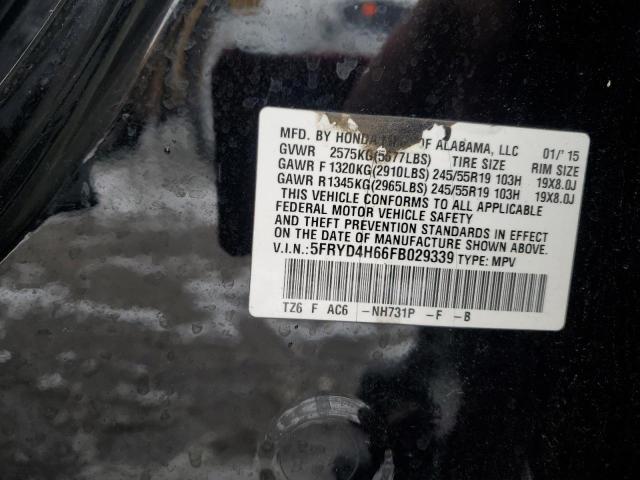 MFD. BY HONDA OF ALABAMA, LLC 01/'15
GVWR 2575KG(5677LBS) TIRE SIZE RIM SIZE
GAWR F 1320KG(2910LBS) 245/55R19 103H 19X8.0J
GAWR R1345KG(2965LBS) 245/55R19 103H 19X8.0J
THIS VEHICLE CONFORMS TO ALL APPLICABLE
FEDERAL MOTOR VEHICLE SAFETY
AND THEFT PREVENTION STANDARDS IN EFFECT
ON THE DATE OF MANUFACTURE SHOWN ABOVE.
V.I.N.:5FRYD4H66FB029339 TYPE: MPV
TZ6 F AC6 -NH731P -F -B